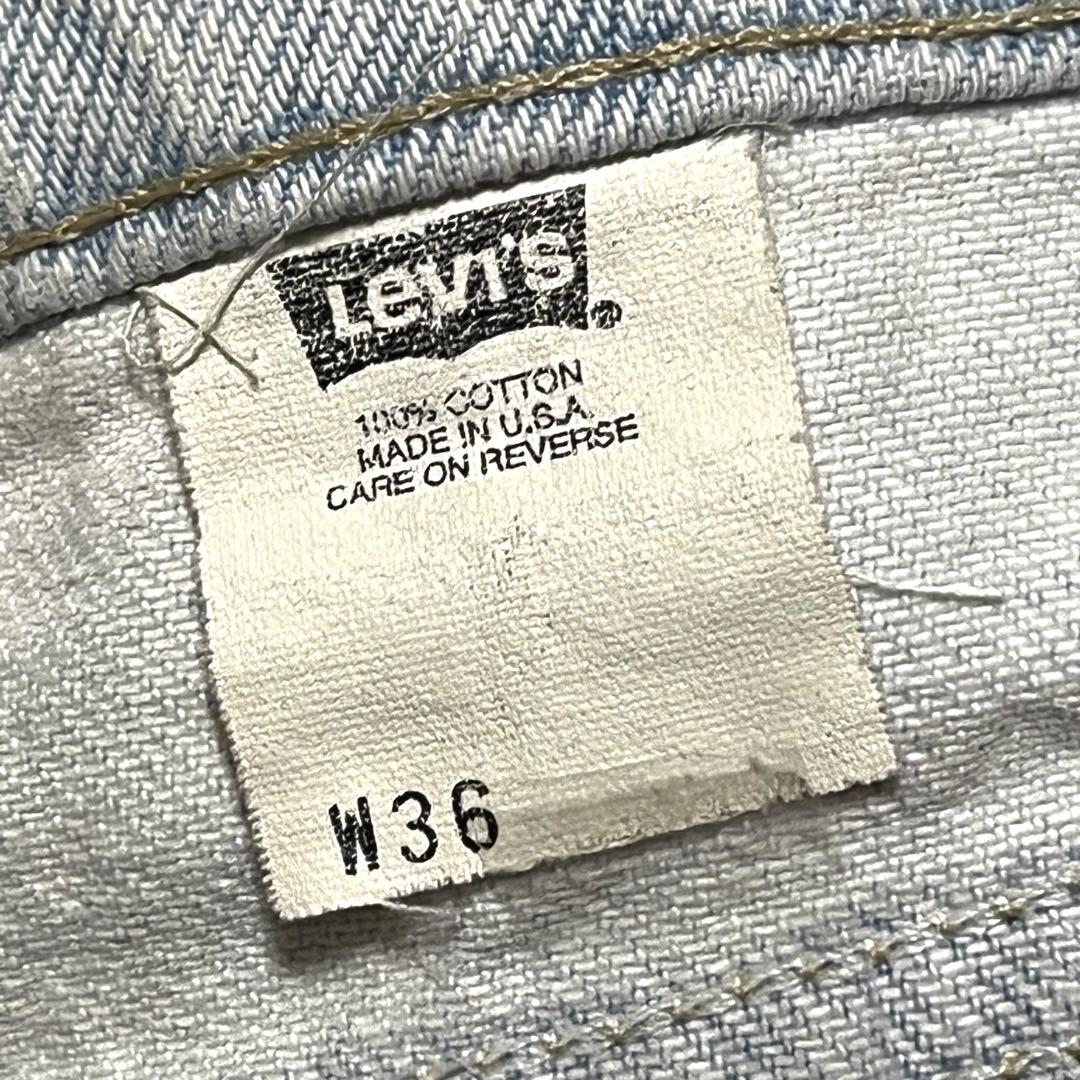 Levi's®
100% COTTON
MADE IN U.S.A.
CARE ON REVERSE
W36